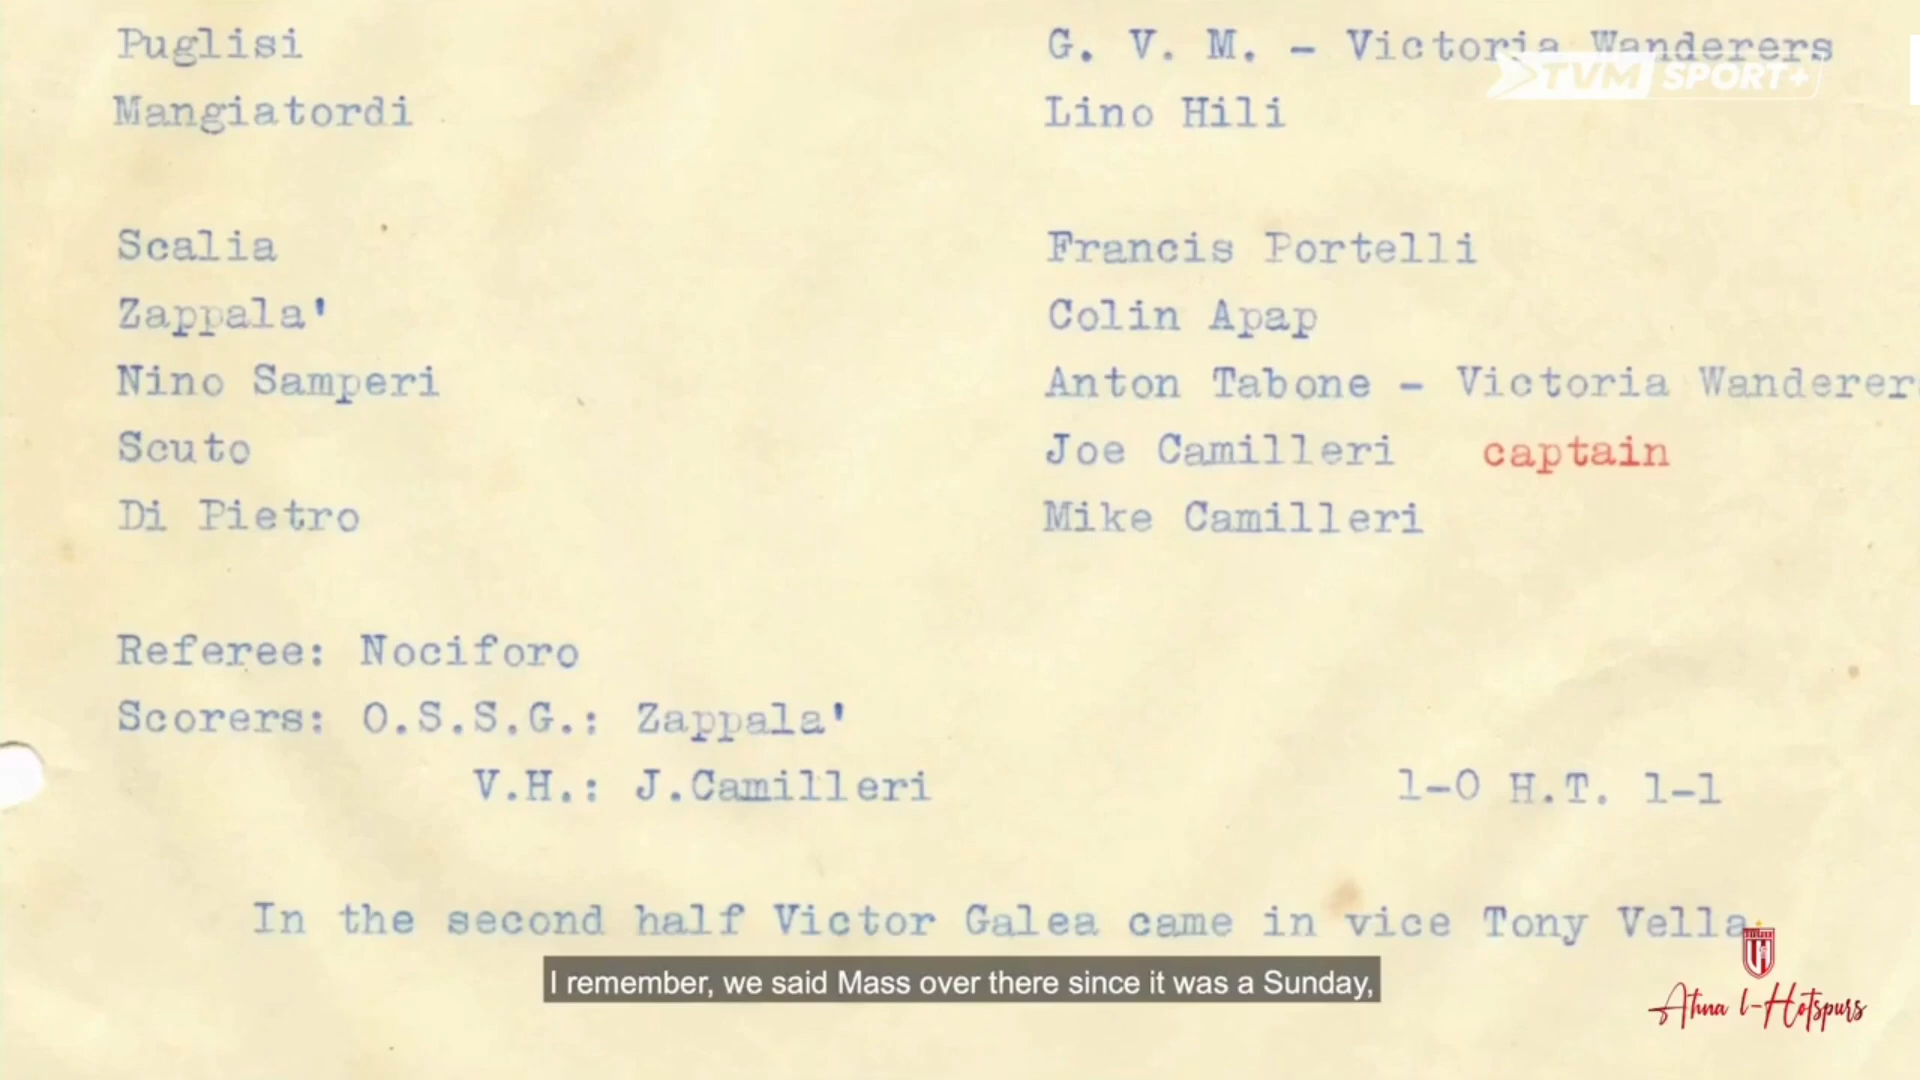 Puglisi G. V. M. - Victoria Wanderers
TVM SPORT+
Mangiatordi Lino Hili
Scalia Francis Portelli
Zappala' Colin Apap
Nino Samperi Anton Tabone - Victoria Wanderers
Scuto Joe Camilleri captain
Di Pietro Mike Camilleri
Referee: Nociforo
Scorers: O.S.S.G.: Zappala'
V.H.: J.Camilleri 1-0 H.T. 1-1
In the second half Victor Galea came in vice Tony Vella
I remember, we said Mass over there since it was a Sunday,
Aħna l-Hotspurs